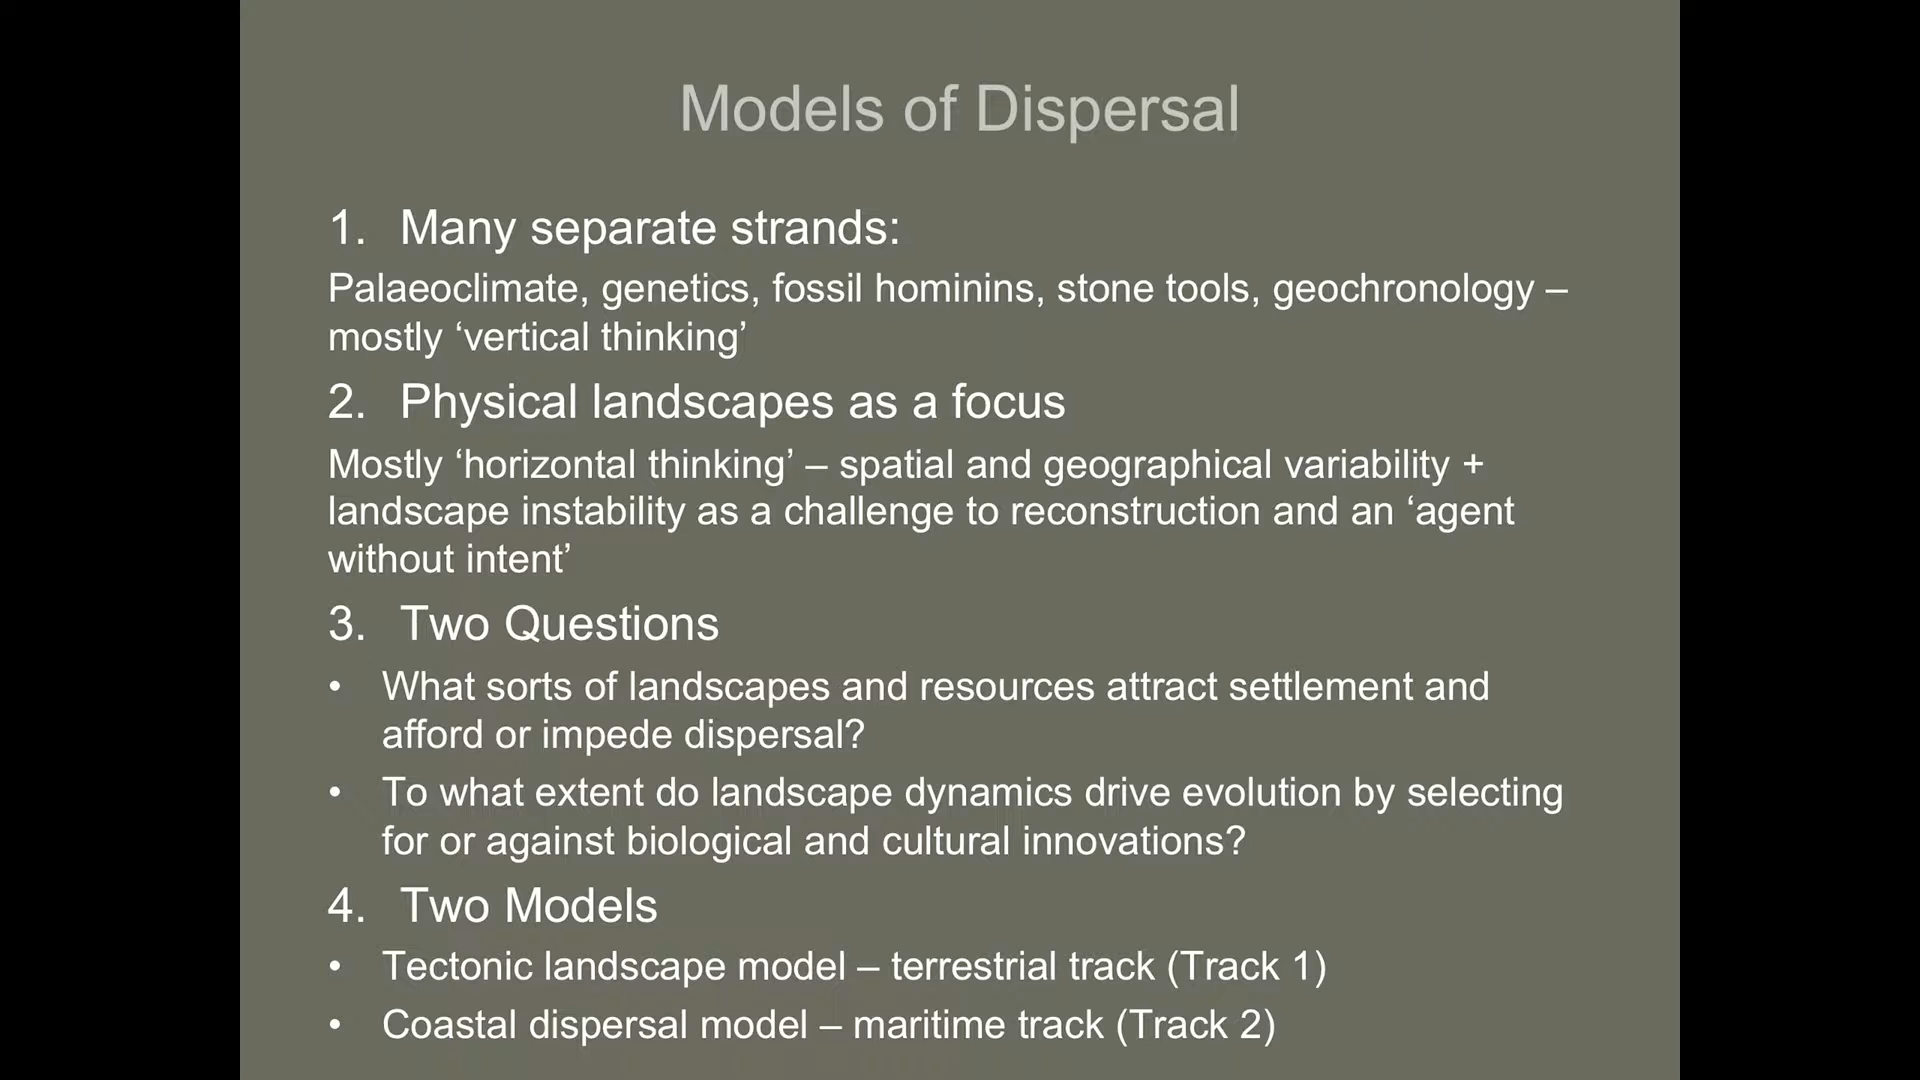 Models of Dispersal
1. Many separate strands:
Palaeoclimate, genetics, fossil hominins, stone tools, geochronology –
mostly ‘vertical thinking’
2. Physical landscapes as a focus
Mostly ‘horizontal thinking’ – spatial and geographical variability +
landscape instability as a challenge to reconstruction and an ‘agent
without intent’
3. Two Questions
• What sorts of landscapes and resources attract settlement and
afford or impede dispersal?
• To what extent do landscape dynamics drive evolution by selecting
for or against biological and cultural innovations?
4. Two Models
• Tectonic landscape model – terrestrial track (Track 1)
• Coastal dispersal model – maritime track (Track 2)